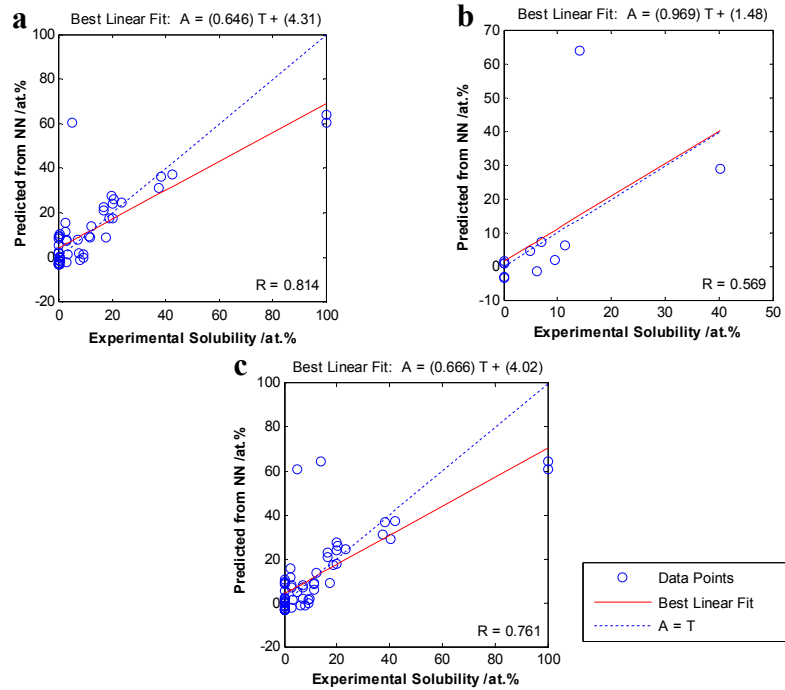 a
Best Linear Fit: A = (0.646) T + (4.31)
100
80
60
40
20
0
-20
0 20 40 60 80 100
Predicted from NN /at.%
Experimental Solubility /at.%
R = 0.814
b
Best Linear Fit: A = (0.969) T + (1.48)
70
60
50
40
30
20
10
0
-10
0 10 20 30 40 50
Predicted from NN /at.%
Experimental Solubility /at.%
R = 0.569
c
Best Linear Fit: A = (0.666) T + (4.02)
100
80
60
40
20
0
-20
0 20 40 60 80 100
Predicted from NN /at.%
Experimental Solubility /at.%
R = 0.761
Data Points
Best Linear Fit
A = T